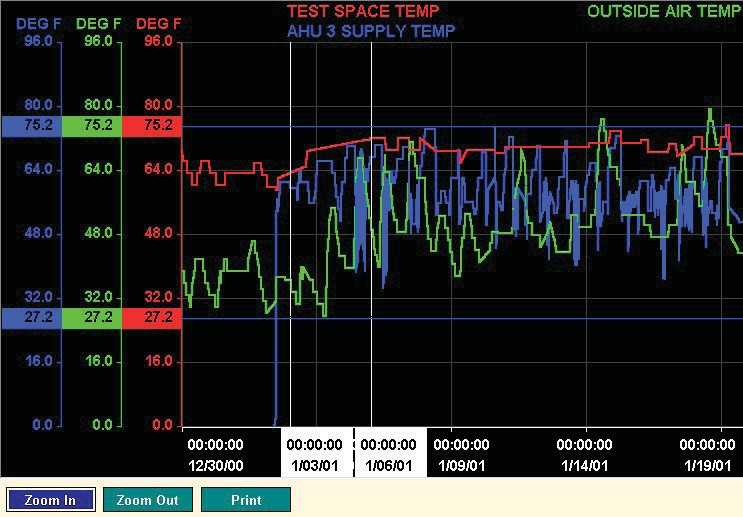 TEST SPACE TEMP OUTSIDE AIR TEMP
DEG F DEG F DEG F AHU 3 SUPPLY TEMP
96.0 96.0 96.0
80.0 80.0 80.0
75.2 75.2 75.2
64.0 64.0 64.0
48.0 48.0 48.0
32.0 32.0 32.0
27.2 27.2 27.2
16.0 16.0 16.0
0.0 0.0 0.0
00:00:00 00:00:00 00:00:00 00:00:00 00:00:00 00:00:00
12/30/00 1/03/01 1/06/01 1/09/01 1/14/01 1/19/01
Zoom In Zoom Out Print